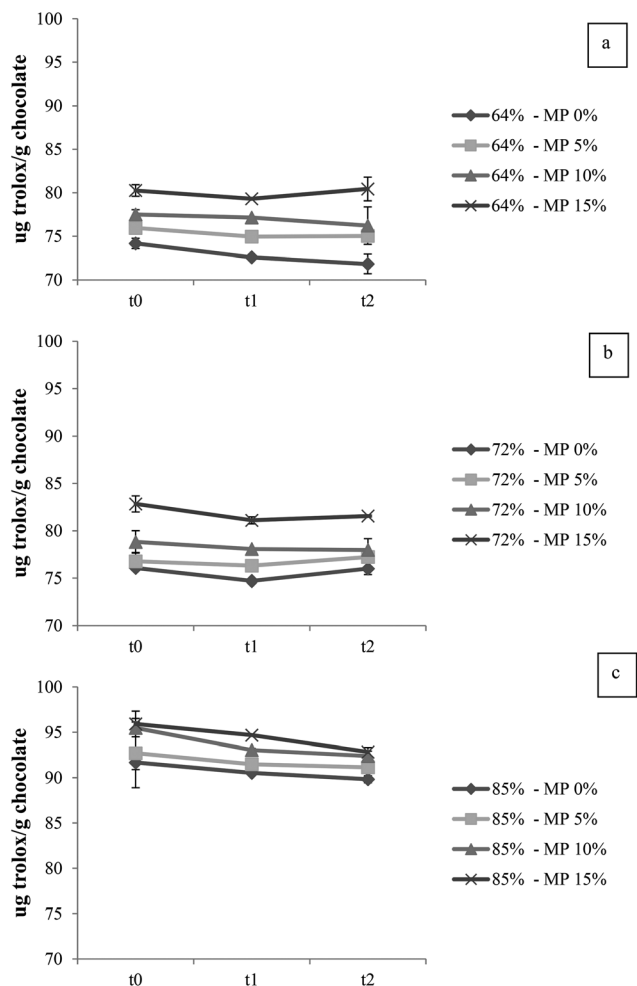 100
95
90
85
80
75
70
ug trolox/g chocolate
t0 t1 t2
a
64% - MP 0%
64% - MP 5%
64% - MP 10%
64% - MP 15%
100
95
90
85
80
75
70
ug trolox/g chocolate
t0 t1 t2
b
72% - MP 0%
72% - MP 5%
72% - MP 10%
72% - MP 15%
100
95
90
85
80
75
70
ug trolox/g chocolate
t0 t1 t2
c
85% - MP 0%
85% - MP 5%
85% - MP 10%
85% - MP 15%